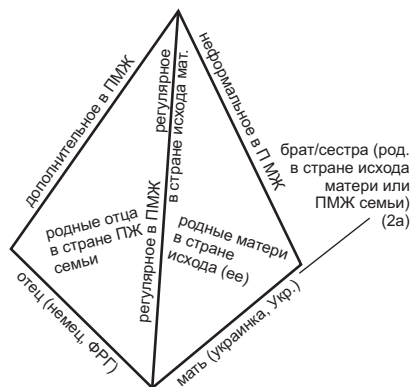 дополнительное в ПМЖ
регулярное
в стране исхода мат.
неформальное в П МЖ
брат/сестра (род.
в стране исхода
матери или
ПМЖ семьи)
(2а)
родные отца
в стране ПЖ
семьи
регулярное в ПМЖ
родные матери
в стране
исхода (ее)
отец (немец, ФРГ)
мать (украинка, Укр.)